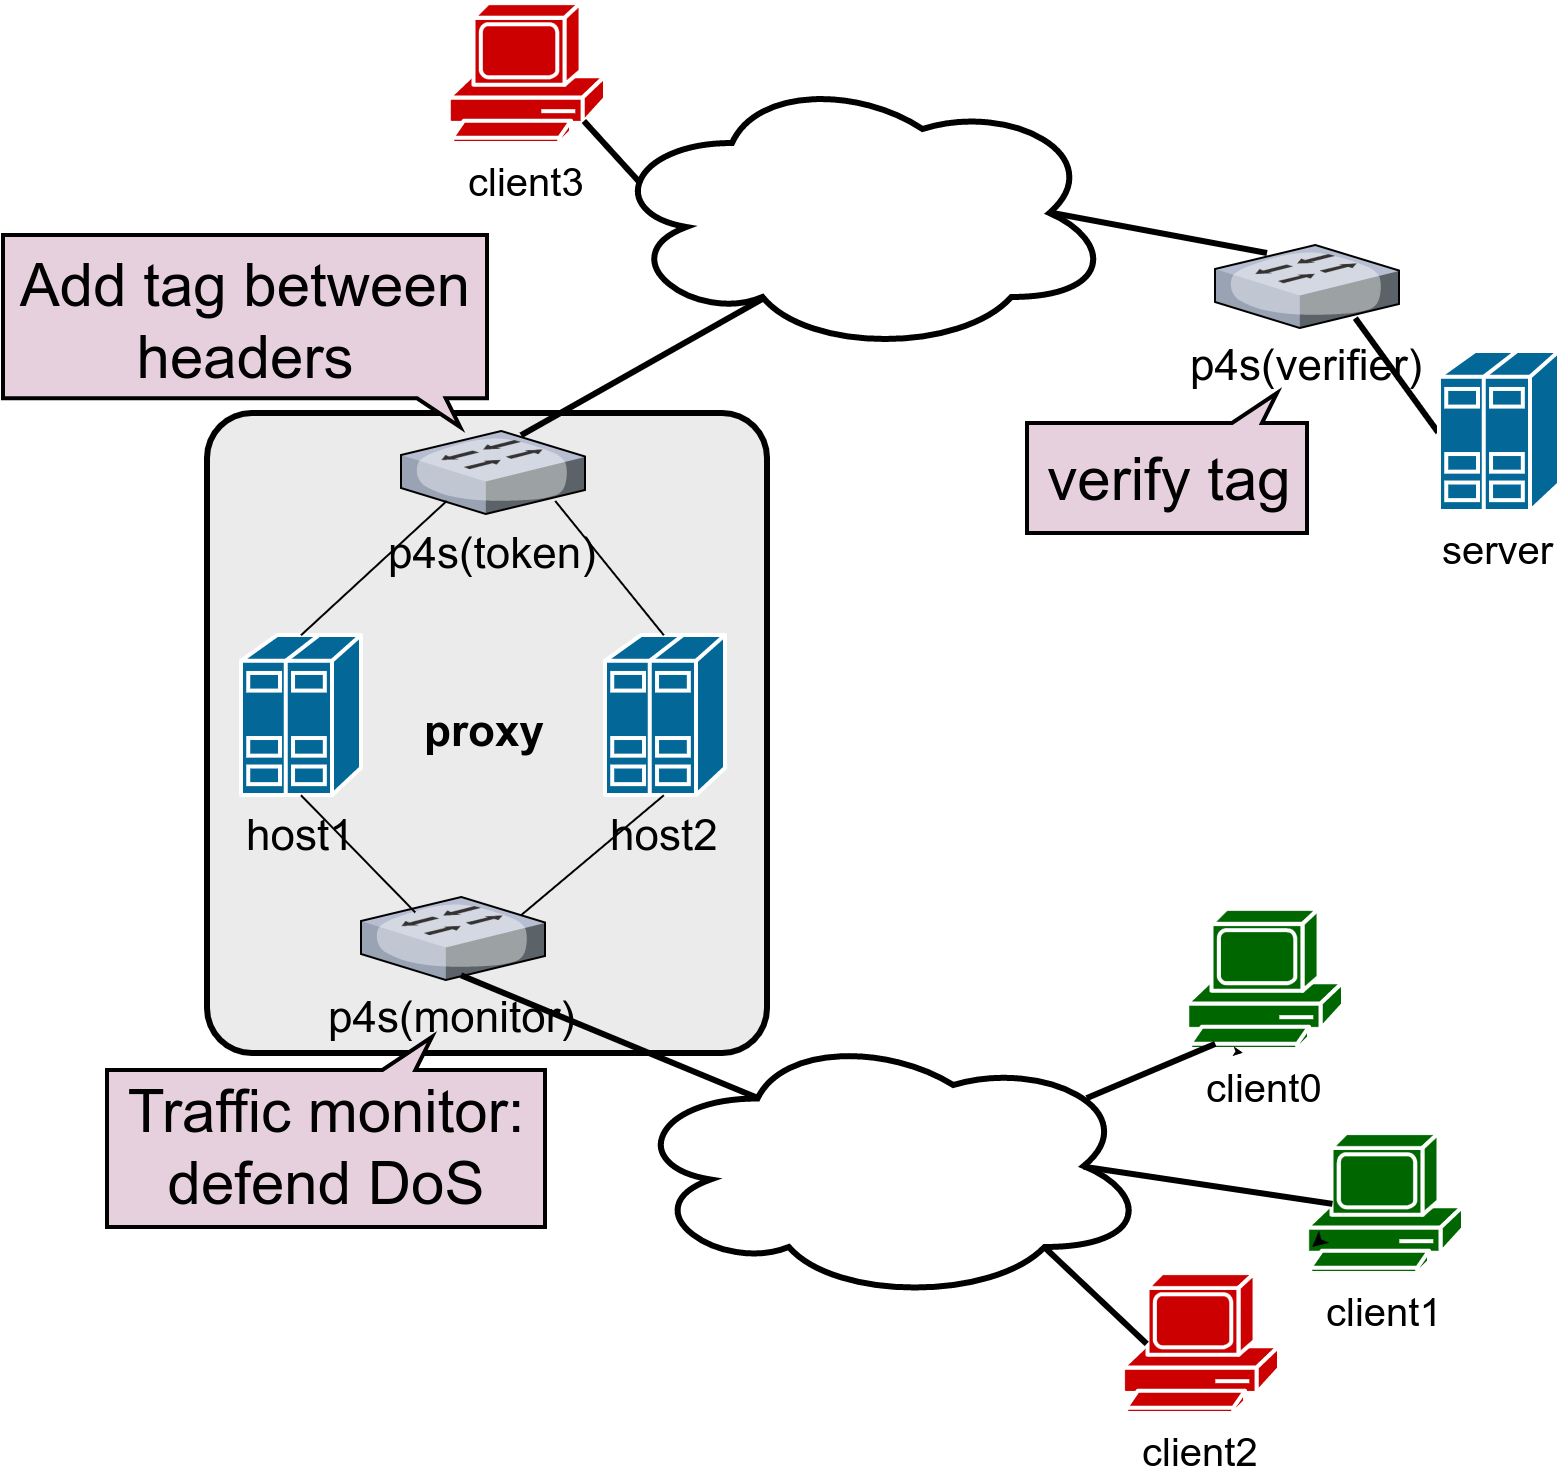 client3
Add tag between
headers
p4s(verifier)
verify tag
server
p4s(token)
proxy
host1
host2
p4s(monitor)
Traffic monitor:
defend DoS
client0
client1
client2